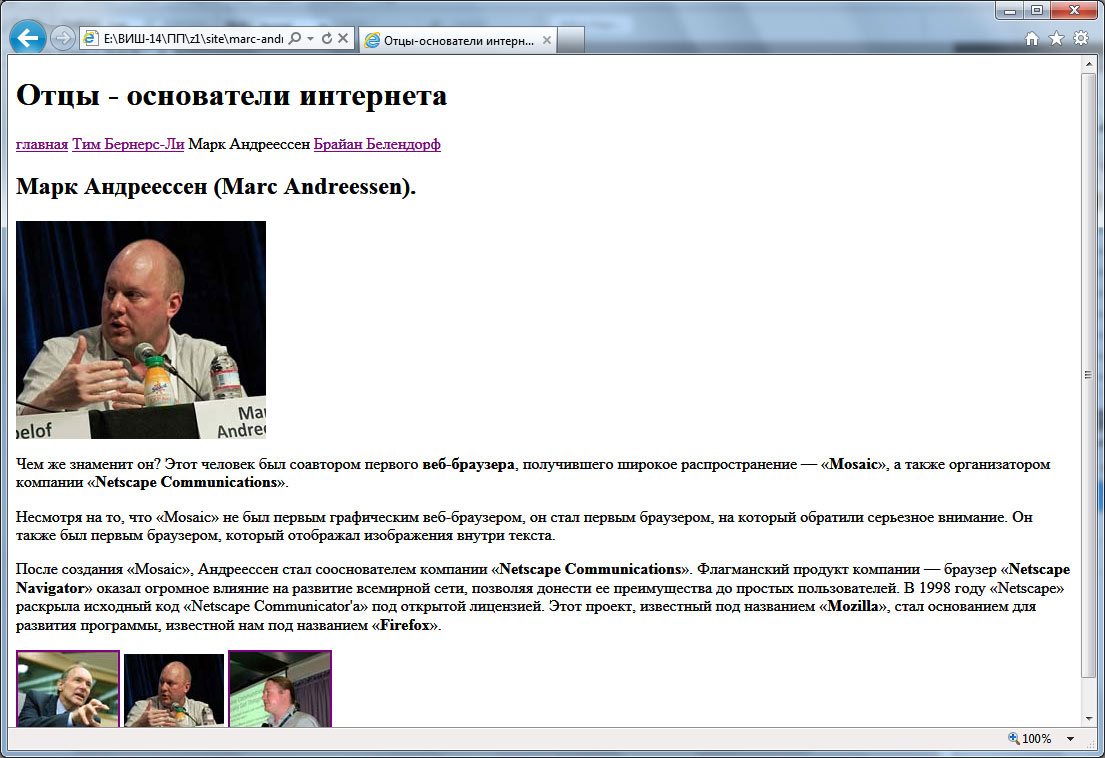 E:\ВИШ-14\ПП\z1\site\marc-andr
Отцы-основатели интерн...
Отцы - основатели интернета
главная Тим Бернерс-Ли Марк Андреессен Брайан Белендорф
Марк Андреессен (Marc Andreessen).
pelof
Mar
Andree
Чем же знаменит он? Этот человек был соавтором первого веб-браузера, получившего широкое распространение — «Mosaic», а также организатором
компании «Netscape Communications».
Несмотря на то, что «Mosaic» не был первым графическим веб-браузером, он стал первым браузером, на который обратили серьезное внимание. Он
также был первым браузером, который отображал изображения внутри текста.
После создания «Mosaic», Андреессен стал сооснователем компании «Netscape Communications». Флагманский продукт компании — браузер «Netscape
Navigator» оказал огромное влияние на развитие всемирной сети, позволяя донести ее преимущества до простых пользователей. В 1998 году «Netscape»
раскрыла исходный код «Netscape Communicator'а» под открытой лицензией. Этот проект, известный под названием «Mozilla», стал основанием для
развития программы, известной нам под названием «Firefox».
100%